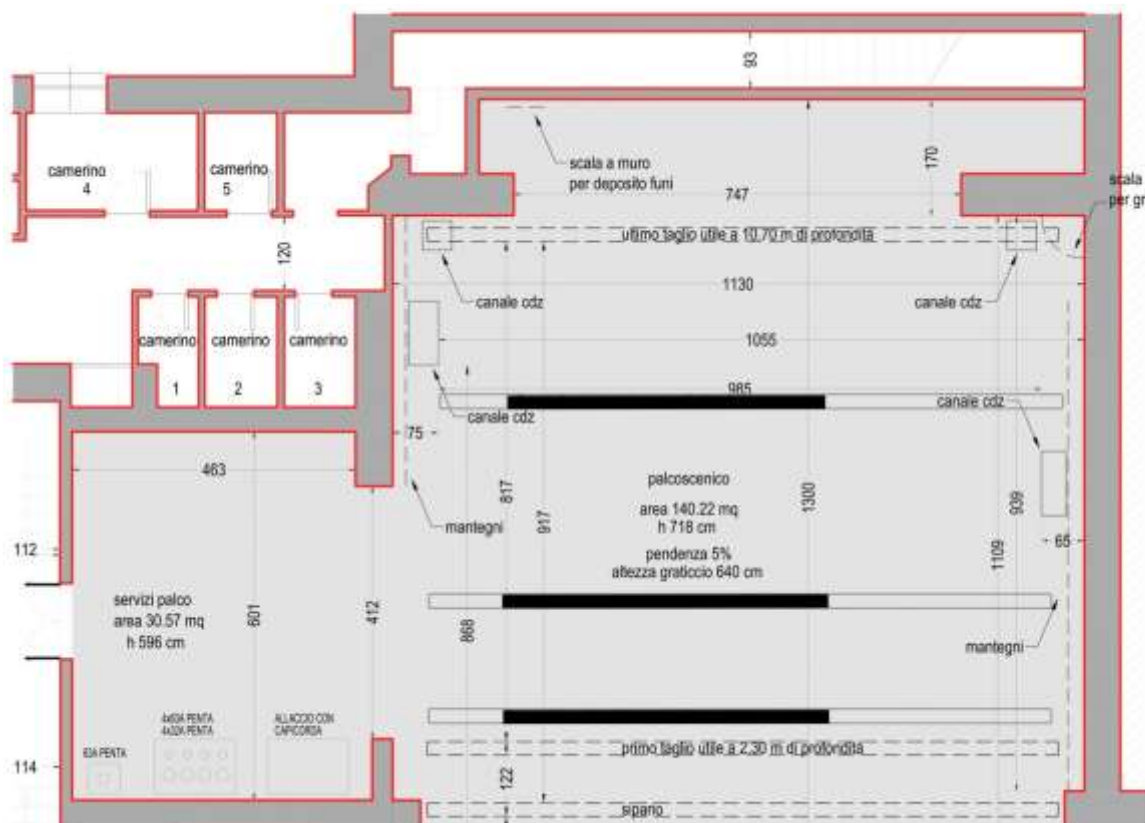 93
scala a muro
per deposito funi
170
camerino
4
camerino
5
747
scala
per gr
ultimo taglio utile a 10,70 m di profondità
120
canale cdz
canale cdz
1130
1055
camerino
1
camerino
2
camerino
3
985
canale cdz
canale cdz
75
463
817
917
palcoscenico
area 140.22 mq
h 718 cm
pendenza 5%
altezza graticcio 640 cm
1300
939
1109
65
mantegni
112
servizi palco
area 30.57 mq
h 596 cm
601
412
868
mantegni
4x63A PENTA
4x32A PENTA
ALLACCIO CON
CAPICORDA
63A PENTA
114
primo taglio utile a 2,30 m di profondità
122
sipario